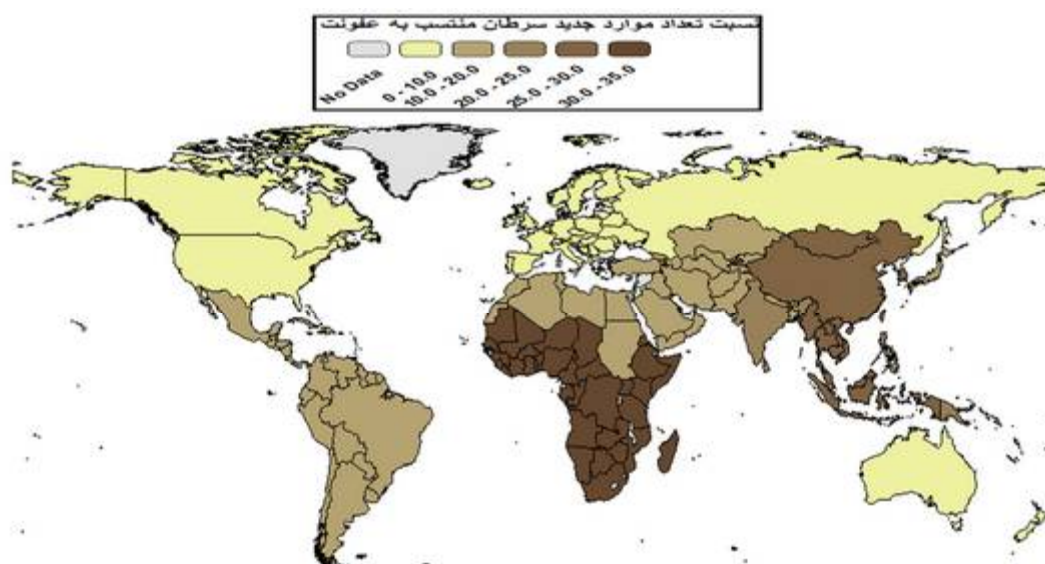 نسبت تعداد موارد جدید سرطان منتسب به عفونت
No Data
0 - 10.0
10.0 - 20.0
20.0 - 25.0
25.0 - 30.0
30.0 - 35.0